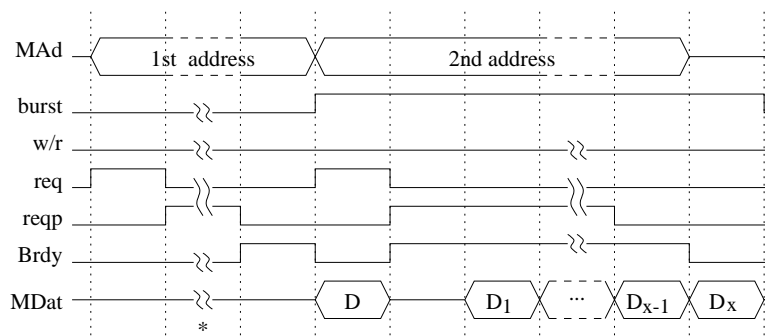 MAd 1st address 2nd address
burst
w/r
req
reqp
Brdy
MDat D D1 ... Dx-1 Dx
*